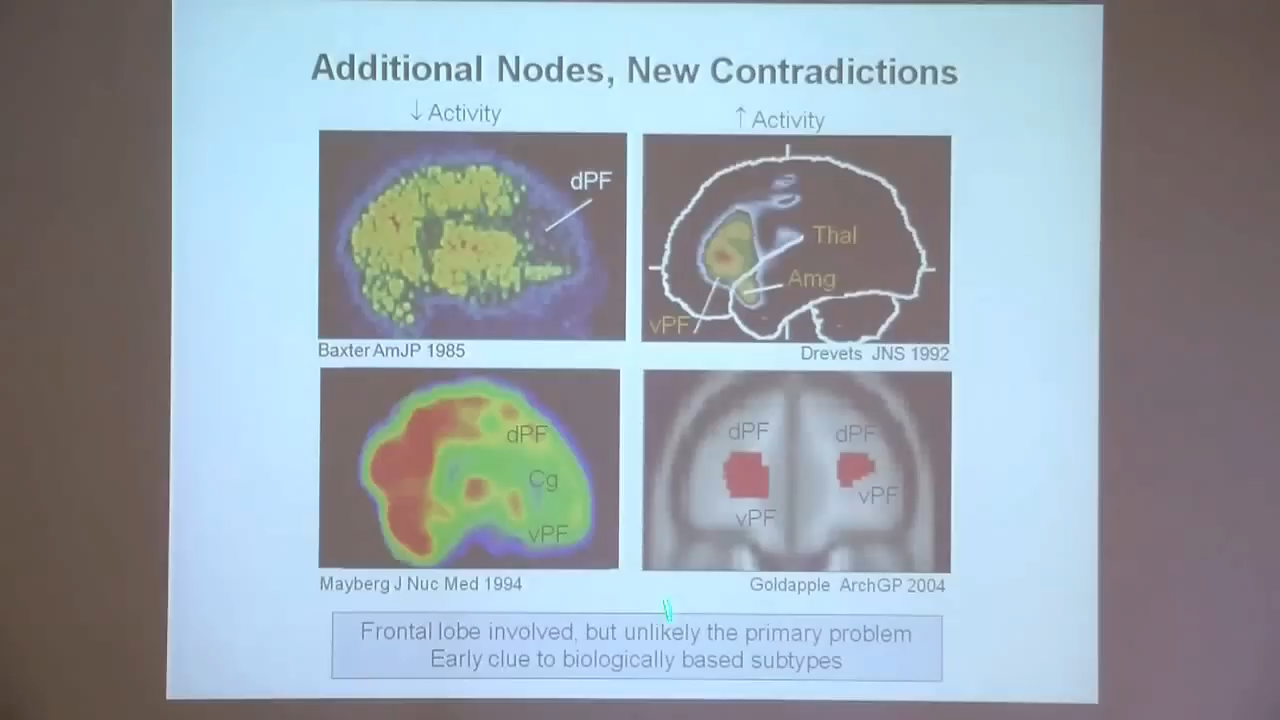 Additional Nodes, New Contradictions
↓ Activity
↑ Activity
dPF
Thal
Amg
vPF
Baxter AmJP 1985
Drevets JNS 1992
dPF
Cg
vPF
dPF
dPF
vPF
vPF
Mayberg J Nuc Med 1994
Goldapple ArchGP 2004
Frontal lobe involved, but unlikely the primary problem
Early clue to biologically based subtypes